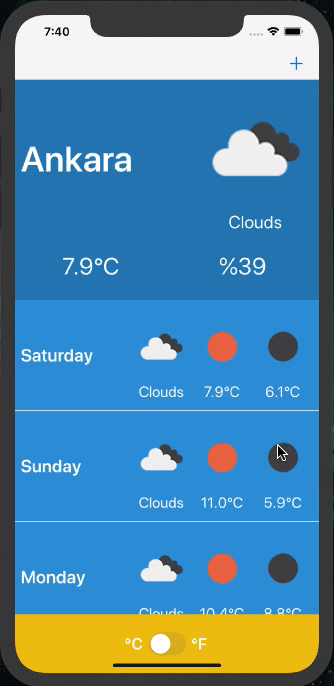 7:40
+
Ankara
Clouds
7.9°C %39
Saturday
Clouds 7.9°C 6.1°C
Sunday
Clouds 11.0°C 5.9°C
Monday
Clouds 10.4°C 8.8°C
°C °F